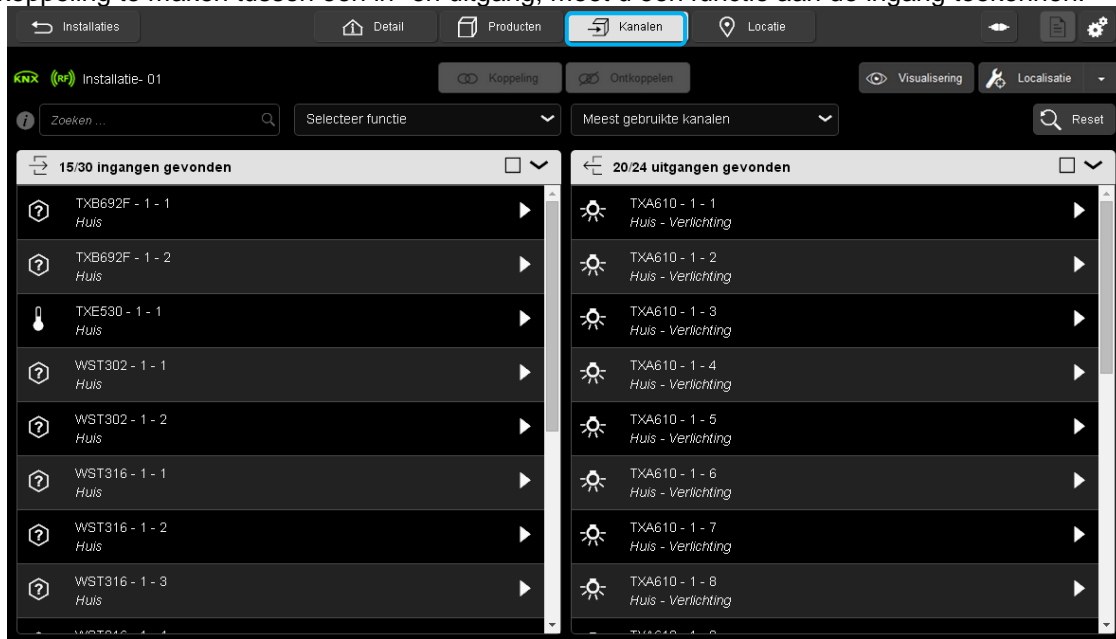 koppeling te maken tussen een in- en uitgang, moet u een functie aan de ingang toekennen.
Installaties
Detail
Producten
Kanalen
Locatie
KNX
RF
Installatie- 01
Koppeling
Ontkoppelen
Visualisering
Localisatie
Zoeken ...
Selecteer functie
Meest gebruikte kanalen
Reset
15/30 ingangen gevonden
TXB692F - 1 - 1
Huis
TXB692F - 1 - 2
Huis
TXE530 - 1 - 1
Huis
WST302 - 1 - 1
Huis
WST302 - 1 - 2
Huis
WST316 - 1 - 1
Huis
WST316 - 1 - 2
Huis
WST316 - 1 - 3
Huis
20/24 uitgangen gevonden
TXA610 - 1 - 1
Huis - Verlichting
TXA610 - 1 - 2
Huis - Verlichting
TXA610 - 1 - 3
Huis - Verlichting
TXA610 - 1 - 4
Huis - Verlichting
TXA610 - 1 - 5
Huis - Verlichting
TXA610 - 1 - 6
Huis - Verlichting
TXA610 - 1 - 7
Huis - Verlichting
TXA610 - 1 - 8
Huis - Verlichting